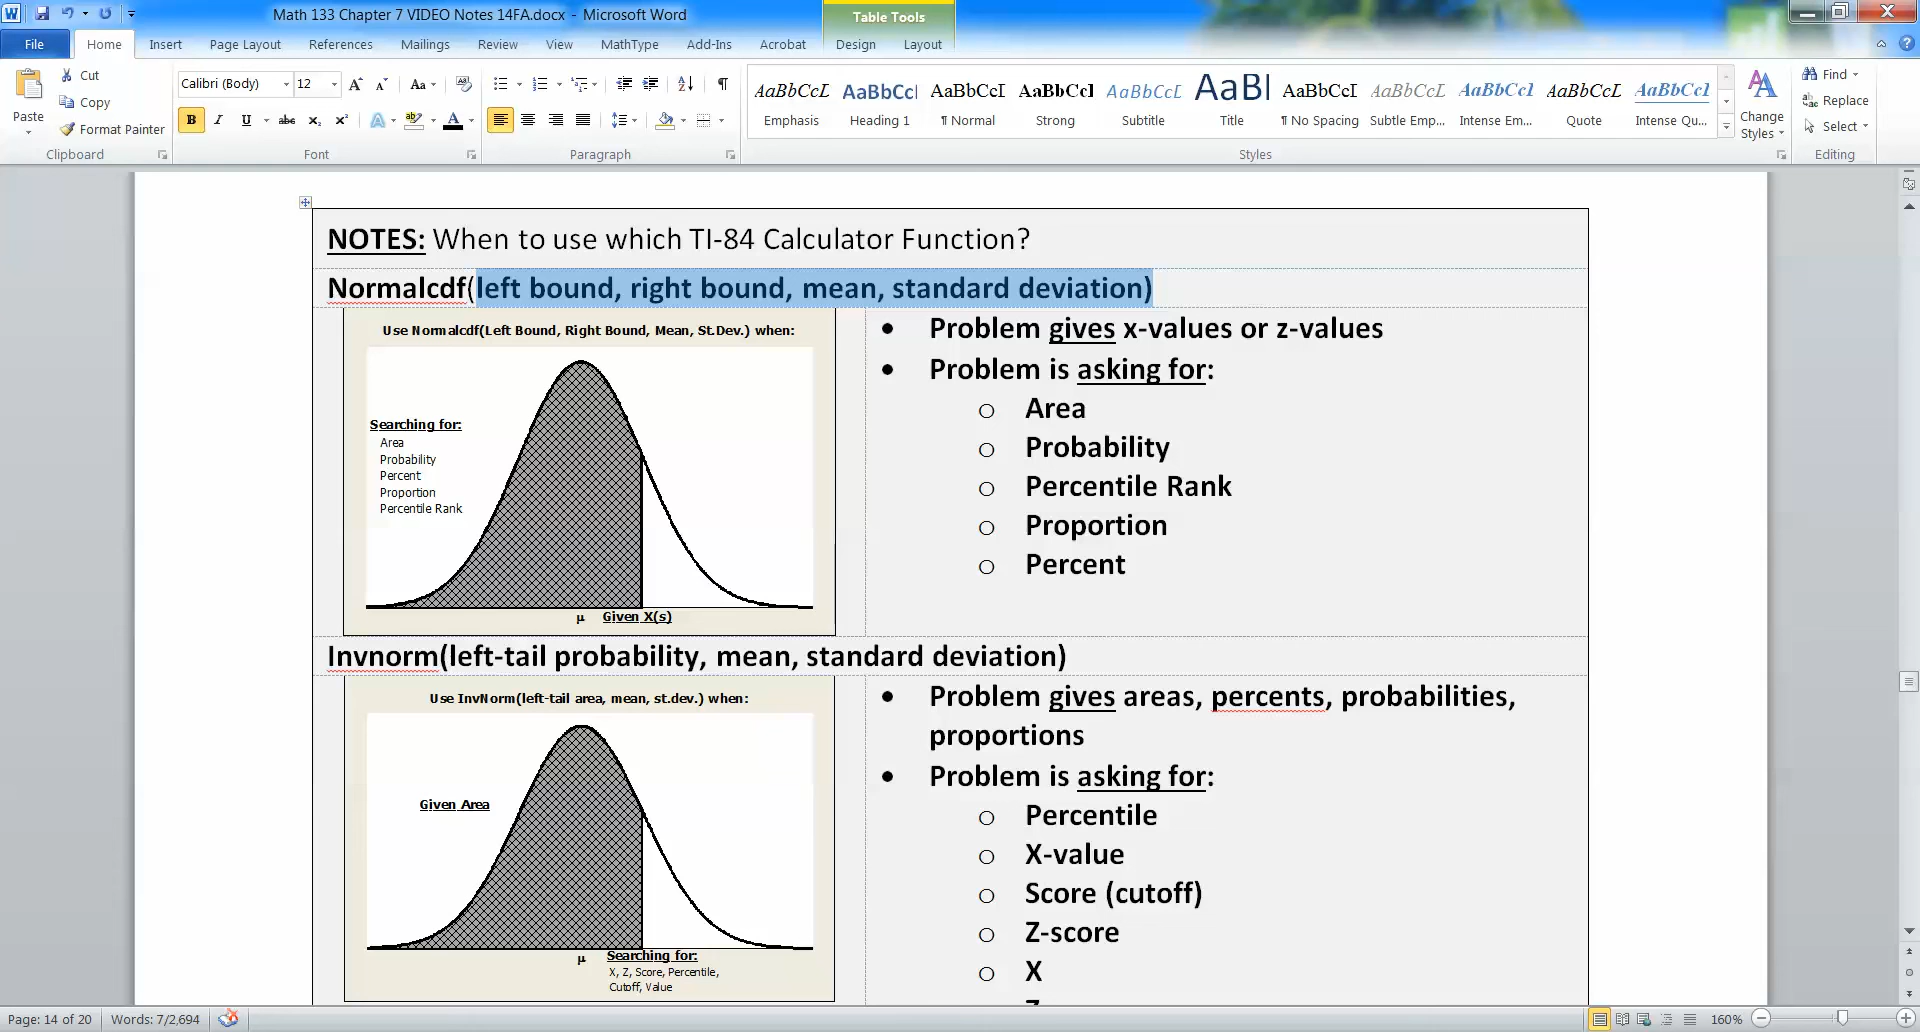 Math 133 Chapter 7 VIDEO Notes 14FA.docx - Microsoft Word
Table Tools
File Home Insert Page Layout References Mailings Review View MathType Add-Ins Acrobat Design Layout
Paste
Cut
Copy
Format Painter
Clipboard
Calibri (Body) 12
Font
Paragraph
AaBbCcL AaBbCcI AaBbCcI AaBbCcI AaBbCcL AaBI AaBbCcI AaBbCcL AaBbCcI AaBbCcL AaBbCcI
Emphasis Heading 1 ¶ Normal Strong Subtitle Title ¶ No Spacing Subtle Emp... Intense Em... Quote Intense Qu...
Styles
Change Styles
Find
Replace
Select
Editing
NOTES: When to use which TI-84 Calculator Function?
Normalcdf(left bound, right bound, mean, standard deviation)
Use Normalcdf(Left Bound, Right Bound, Mean, St.Dev.) when:
Searching for:
Area
Probability
Percent
Proportion
Percentile Rank
µ Given X(s)
• Problem gives x-values or z-values
• Problem is asking for:
o Area
o Probability
o Percentile Rank
o Proportion
o Percent
Invnorm(left-tail probability, mean, standard deviation)
Use InvNorm(left-tail area, mean, st.dev.) when:
Given Area
µ Searching for:
X, Z, Score, Percentile,
Cutoff, Value
• Problem gives areas, percents, probabilities,
proportions
• Problem is asking for:
o Percentile
o X-value
o Score (cutoff)
o Z-score
o X
Page: 14 of 20 Words: 7/2,694 160%